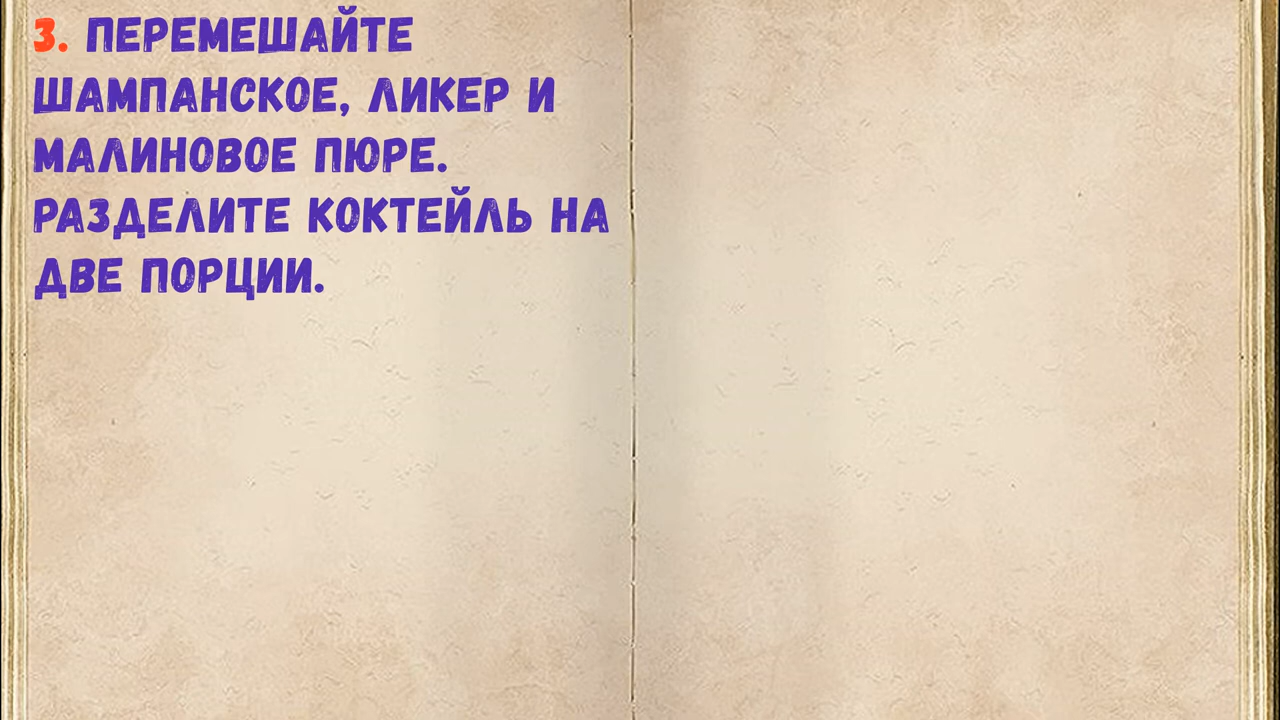 3. ПЕРЕМЕШАЙТЕ
ШАМПАНСКОЕ, ЛИКЕР И
МАЛИНОВОЕ ПЮРЕ.
РАЗДЕЛИТЕ КОКТЕЙЛЬ НА
ДВЕ ПОРЦИИ.